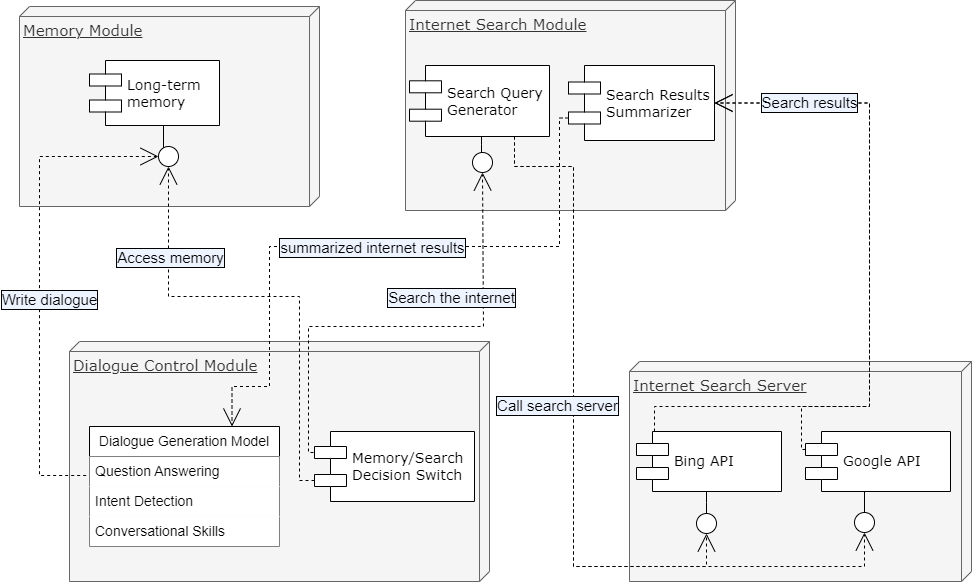 Memory Module
Long-term
memory
Internet Search Module
Search Query
Generator
Search Results
Summarizer
Search results
Access memory
summarized internet results
Write dialogue
Search the internet
Dialogue Control Module
Dialogue Generation Model
Question Answering
Intent Detection
Conversational Skills
Memory/Search
Decision Switch
Call search server
Internet Search Server
Bing API
Google API